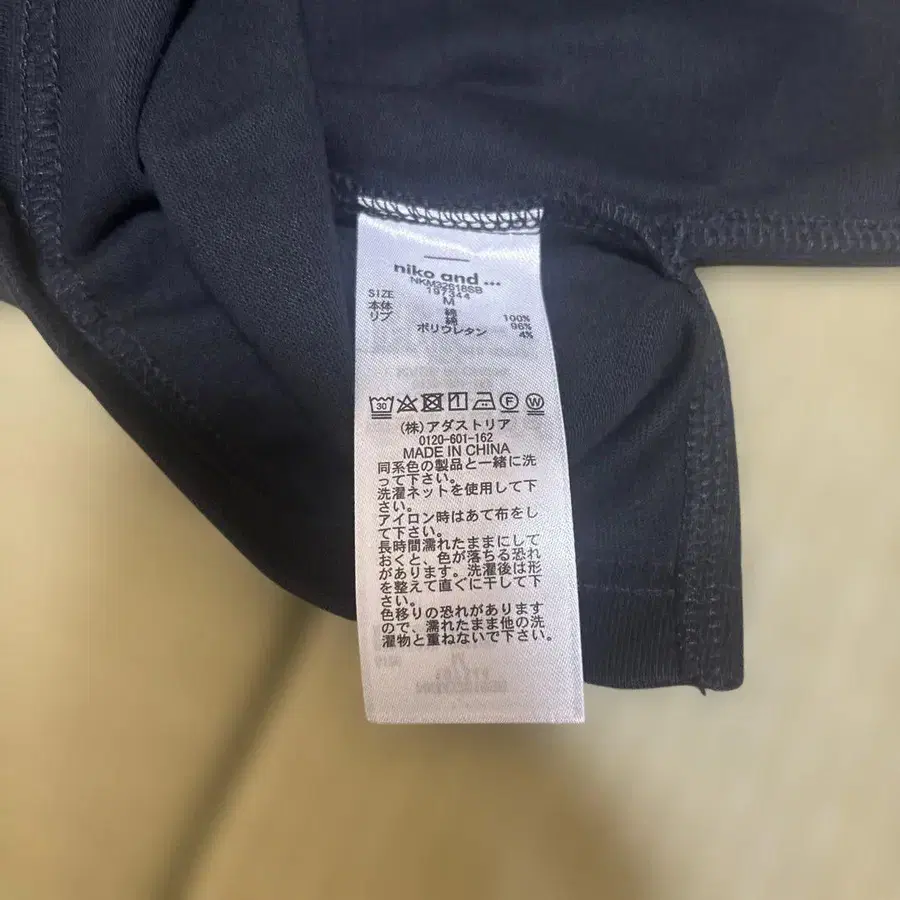 niko and ...
NKM32618SB
197344
SIZE M
本体 綿 100%
リブ 綿 96%
ポリウレタン 4%
30 F W
(株)アダストリア
0120-601-162
MADE IN CHINA
同系色の製品と一緒に洗
って下さい。
洗濯ネットを使用して下
さい。
アイロン時はあて布をし
て下さい。
長時間濡れたままにして
おくと、色が落ちる恐れ
があります。洗濯後は形
を整えて直ぐに干して下
さい。
色移りの恐れがあります
ので、濡れたまま他の洗
濯物と重ねないで下さい。